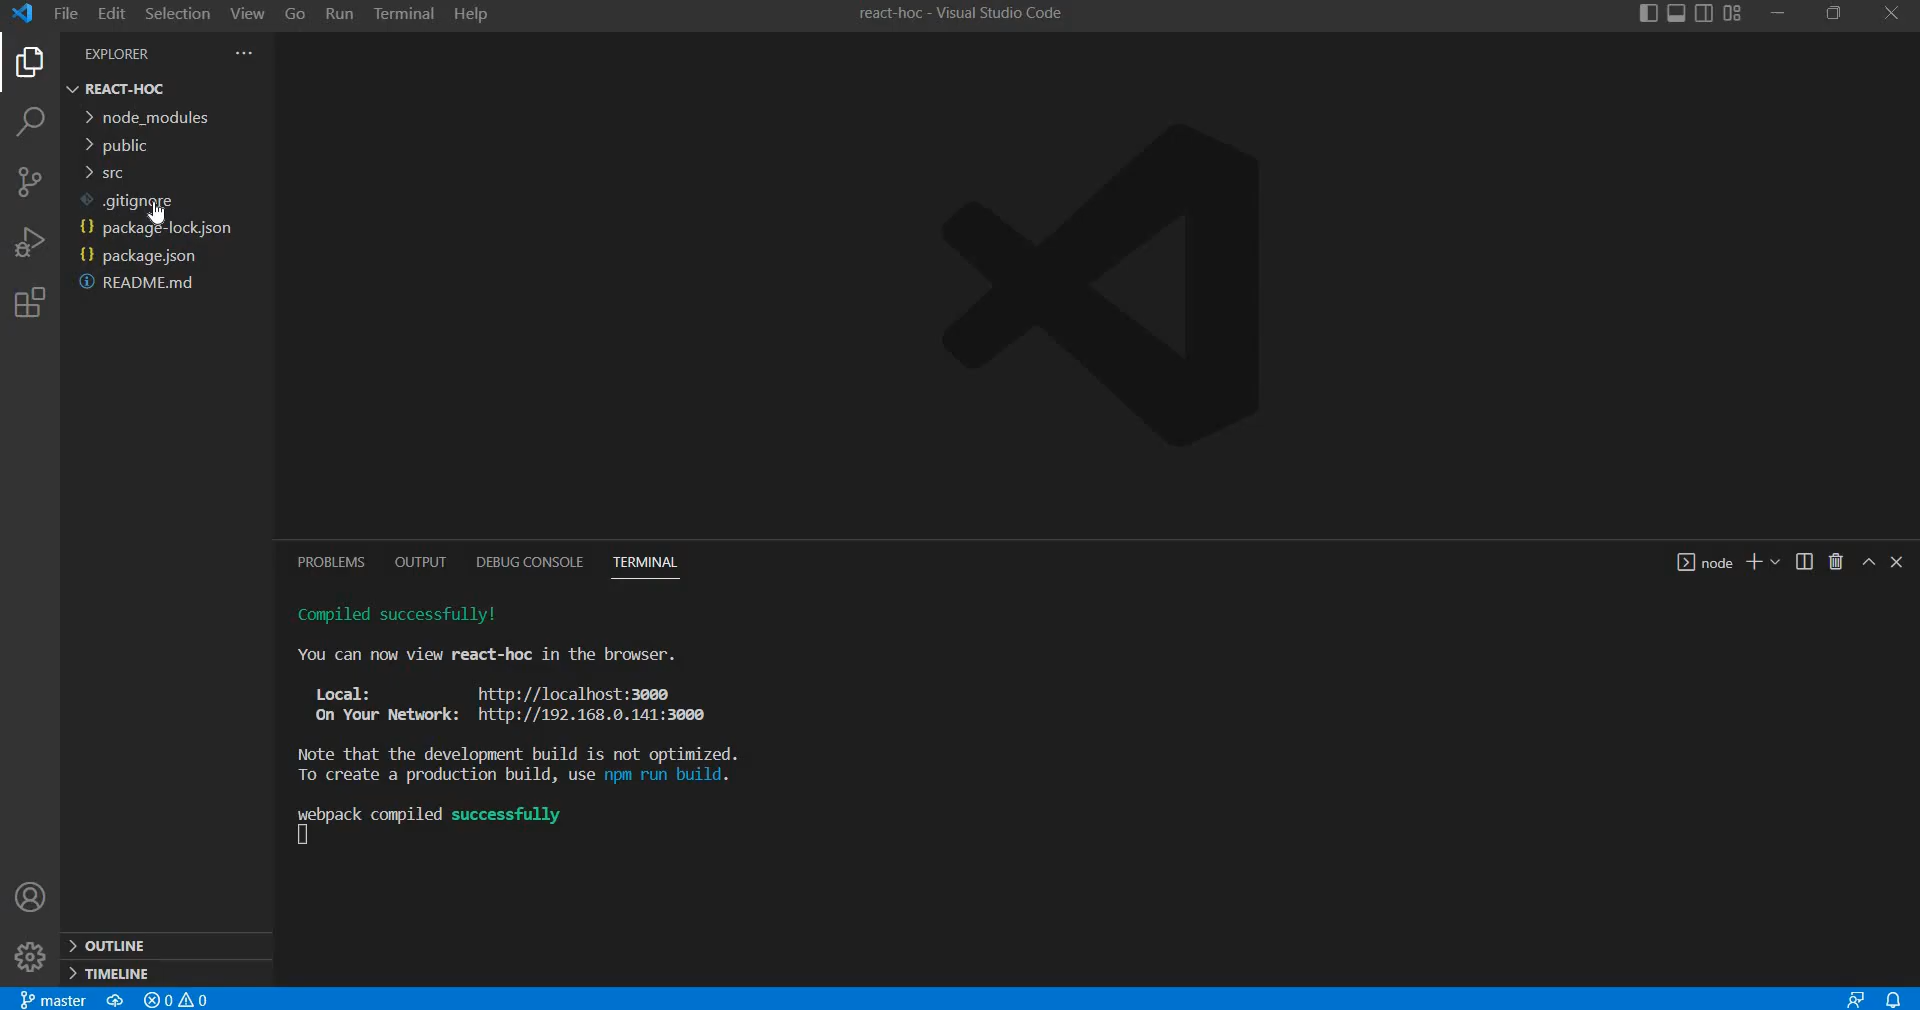 File Edit Selection View Go Run Terminal Help
react-hoc - Visual Studio Code
EXPLORER
REACT-HOC
node_modules
public
src
.gitignore
package-lock.json
package.json
README.md
PROBLEMS OUTPUT DEBUG CONSOLE TERMINAL
node
Compiled successfully!
You can now view react-hoc in the browser.
Local: http://localhost:3000
On Your Network: http://192.168.0.141:3000
Note that the development build is not optimized.
To create a production build, use npm run build.
webpack compiled successfully
OUTLINE
TIMELINE
master 0 0